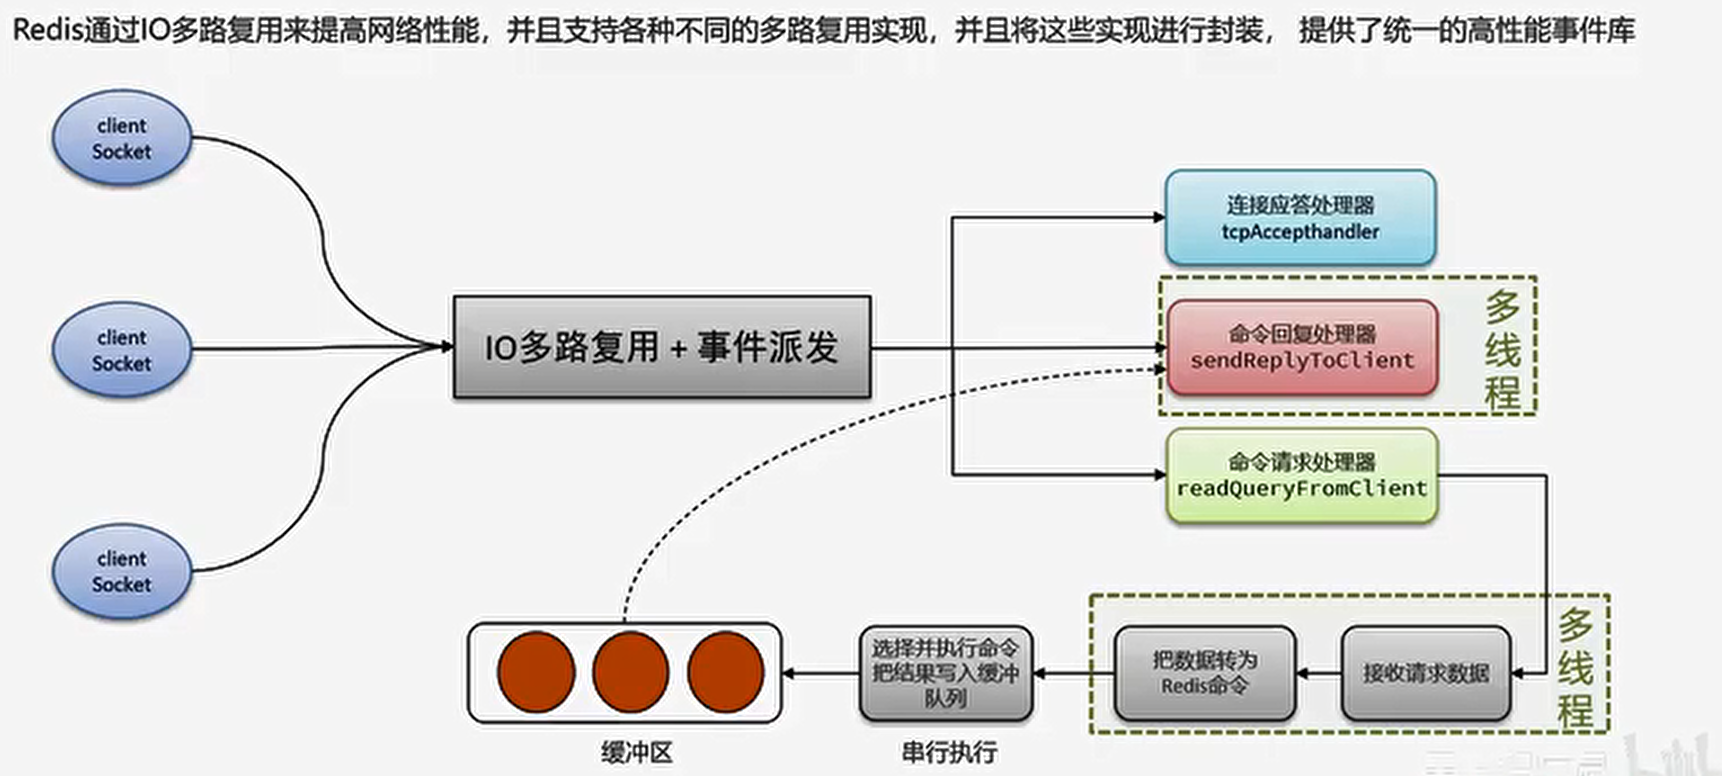 Redis通过IO多路复用来提高网络性能，并且支持各种不同的多路复用实现，并且将这些实现进行封装， 提供了统一的高性能事件库
client
Socket
client
Socket
client
Socket
IO多路复用 + 事件派发
连接应答处理器
tcpAccepthandler
命令回复处理器
sendReplyToClient
多
线
程
命令请求处理器
readQueryFromClient
多
线
程
接收请求数据
把数据转为
Redis命令
选择并执行命令
把结果写入缓冲
队列
串行执行
缓冲区